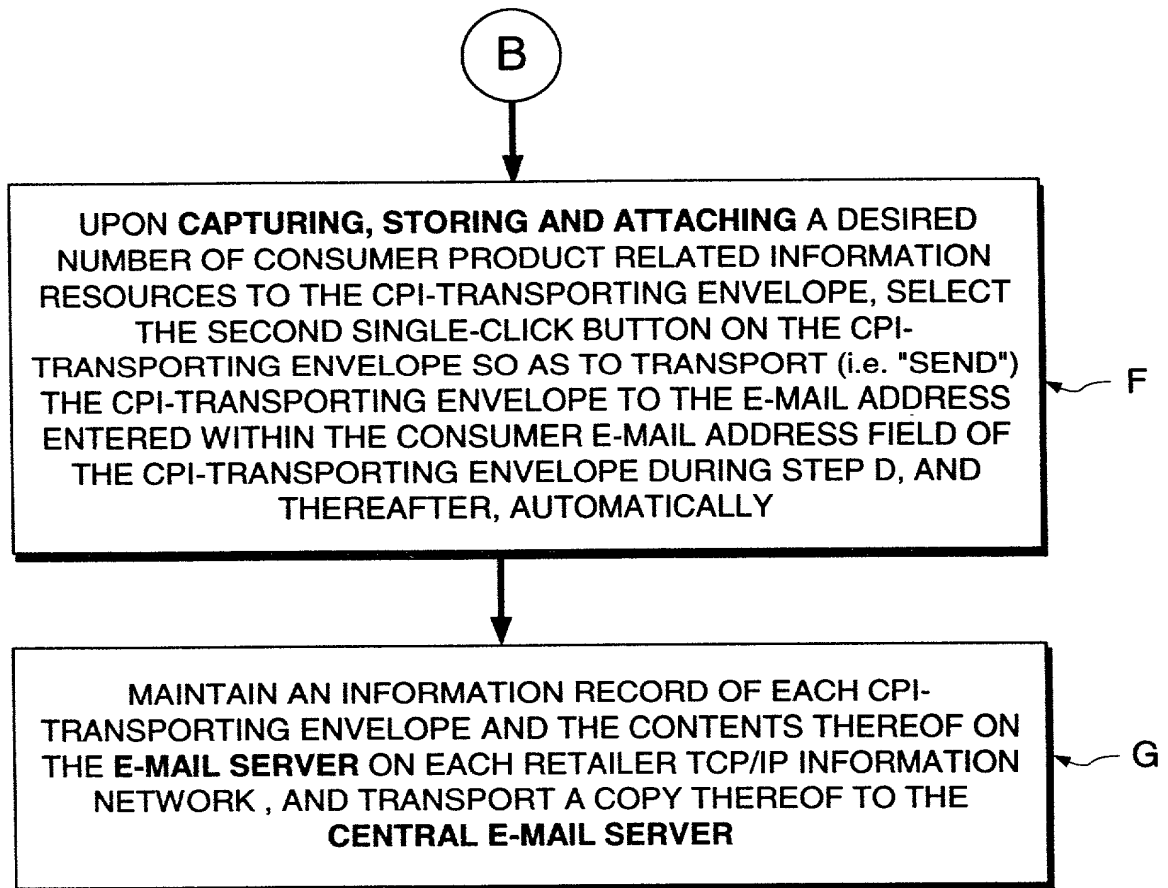 B
UPON CAPTURING, STORING AND ATTACHING A DESIRED
NUMBER OF CONSUMER PRODUCT RELATED INFORMATION
RESOURCES TO THE CPI-TRANSPORTING ENVELOPE, SELECT
THE SECOND SINGLE-CLICK BUTTON ON THE CPI-
TRANSPORTING ENVELOPE SO AS TO TRANSPORT (i.e. "SEND")
THE CPI-TRANSPORTING ENVELOPE TO THE E-MAIL ADDRESS
ENTERED WITHIN THE CONSUMER E-MAIL ADDRESS FIELD OF
THE CPI-TRANSPORTING ENVELOPE DURING STEP D, AND
THEREAFTER, AUTOMATICALLY
F
MAINTAIN AN INFORMATION RECORD OF EACH CPI-
TRANSPORTING ENVELOPE AND THE CONTENTS THEREOF ON
THE E-MAIL SERVER ON EACH RETAILER TCP/IP INFORMATION
NETWORK , AND TRANSPORT A COPY THEREOF TO THE
CENTRAL E-MAIL SERVER
G